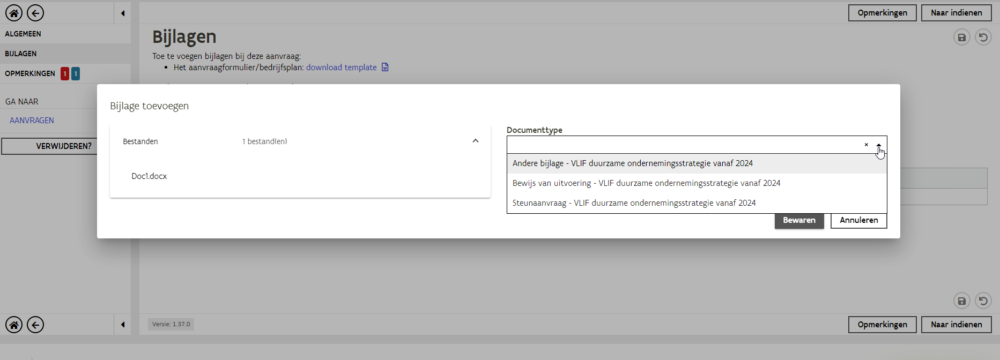 Opmerkingen
Naar indienen
ALGEMEEN
BIJLAGEN
OPMERKINGEN 1 1
GA NAAR
AANVRAGEN
VERWIJDEREN?
Bijlagen
Toe te voegen bijlagen bij deze aanvraag:
• Het aanvraagformulier/bedrijfsplan: download template
Bijlage toevoegen
Bestanden 1 bestand(en)
Doc1.docx
Documenttype
Andere bijlage - VLIF duurzame ondernemingsstrategie vanaf 2024
Bewijs van uitvoering - VLIF duurzame ondernemingsstrategie vanaf 2024
Steunaanvraag - VLIF duurzame ondernemingsstrategie vanaf 2024
Bewaren
Annuleren
Versie: 1.37.0
Opmerkingen
Naar indienen